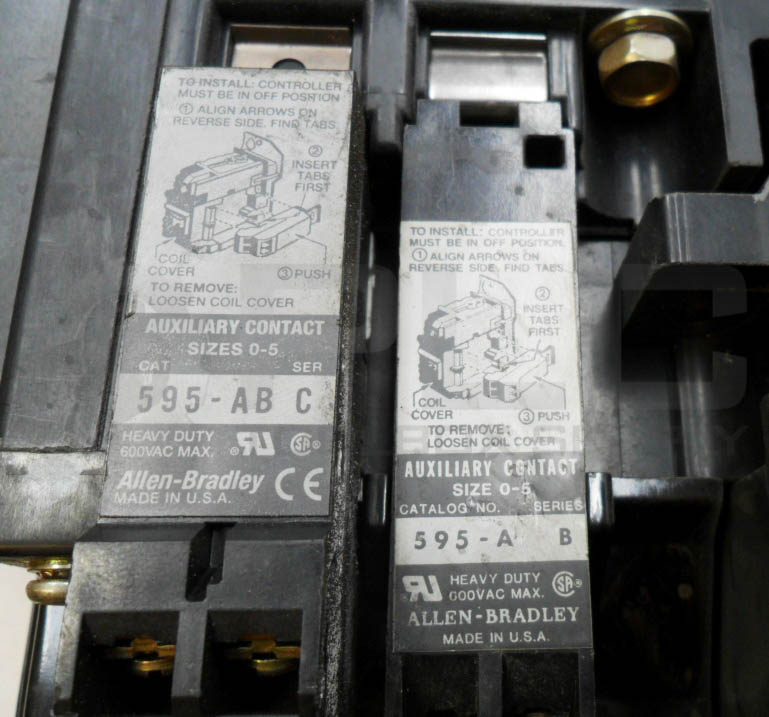 TO INSTALL: CONTROLLER
MUST BE IN OFF POSITION
① ALIGN ARROWS ON
REVERSE SIDE. FIND TABS.
②
INSERT
TABS
FIRST
COIL
COVER
③ PUSH
TO REMOVE:
LOOSEN COIL COVER
AUXILIARY CONTACT
SIZES 0-5
CAT SER
595-AB C
HEAVY DUTY
600VAC MAX.
Allen-Bradley
MADE IN U.S.A.
CE
TO INSTALL: CONTROLLER
MUST BE IN OFF POSITION.
① ALIGN ARROWS ON
REVERSE SIDE. FIND TABS.
②
INSERT
TABS
FIRST
COIL
COVER
③ PUSH
TO REMOVE:
LOOSEN COIL COVER
AUXILIARY CONTACT
SIZE 0-5
CATALOG NO. SERIES
595-A B
HEAVY DUTY
600VAC MAX.
ALLEN-BRADLEY
MADE IN U.S.A.